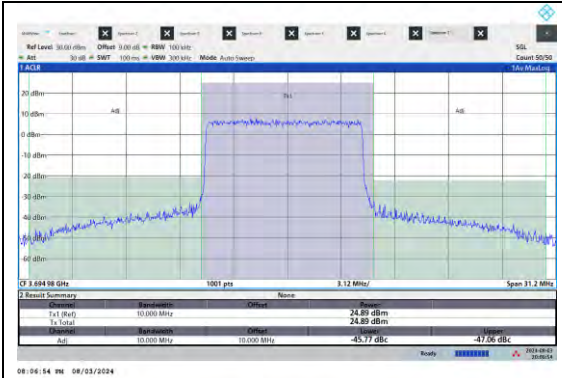 Ref Level 30.00 dBm Offset 9.00 dB RBW 100 kHz SGL
Att 30 dB SWT 100 ms VBW 300 kHz Mode Auto Sweep Count 50/50
1 ACLR 1Av MaxLog
20 dBm
Tx1
10 dBm
Adj Adj
0 dBm
-10 dBm
-20 dBm
-30 dBm
-40 dBm
-50 dBm
-60 dBm
CF 3.694 98 GHz 1001 pts 3.12 MHz/ Span 31.2 MHz
2 Result Summary None
Channel Bandwidth Offset Power
Tx1 (Ref) 10.000 MHz 24.89 dBm
Tx Total 24.89 dBm
Channel Bandwidth Offset Lower Upper
Adj 10.000 MHz 10.000 MHz -45.77 dBc -47.06 dBc
Ready 2024-08-03
20:06:54
08:06:54 PM 08/03/2024